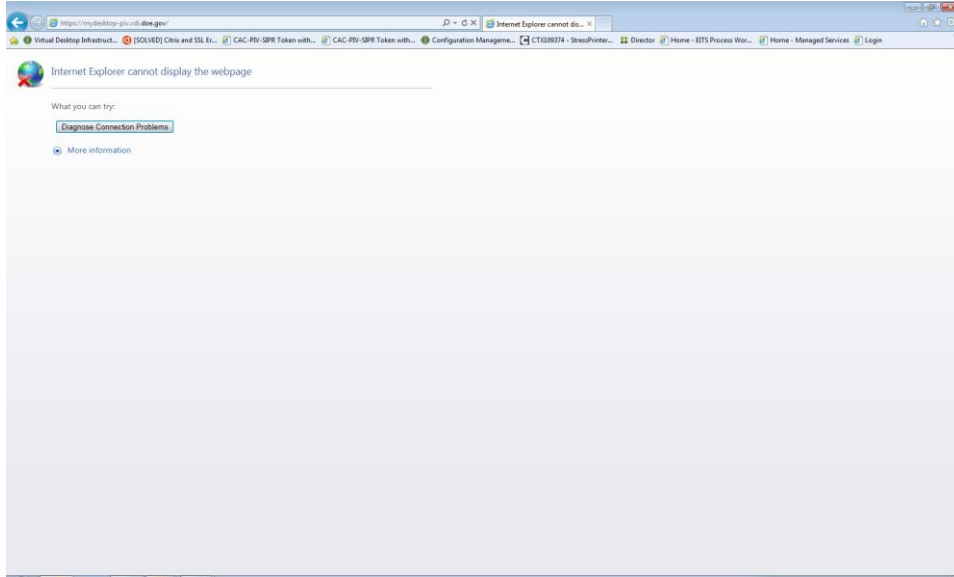 https://mydesktop-piv.vdi.doe.gov/
Internet Explorer cannot dis...
Virtual Desktop Infrastruct... (SOLVED) Citrix and SSL Er... CAC-PIV-SIPR Token with... CAC-PIV-SIPR Token with... Configuration Manageme... CTX109374 - StressPrinter... Director Home - EITS Process Wor... Home - Managed Services Login
Internet Explorer cannot display the webpage
What you can try:
Diagnose Connection Problems
More information